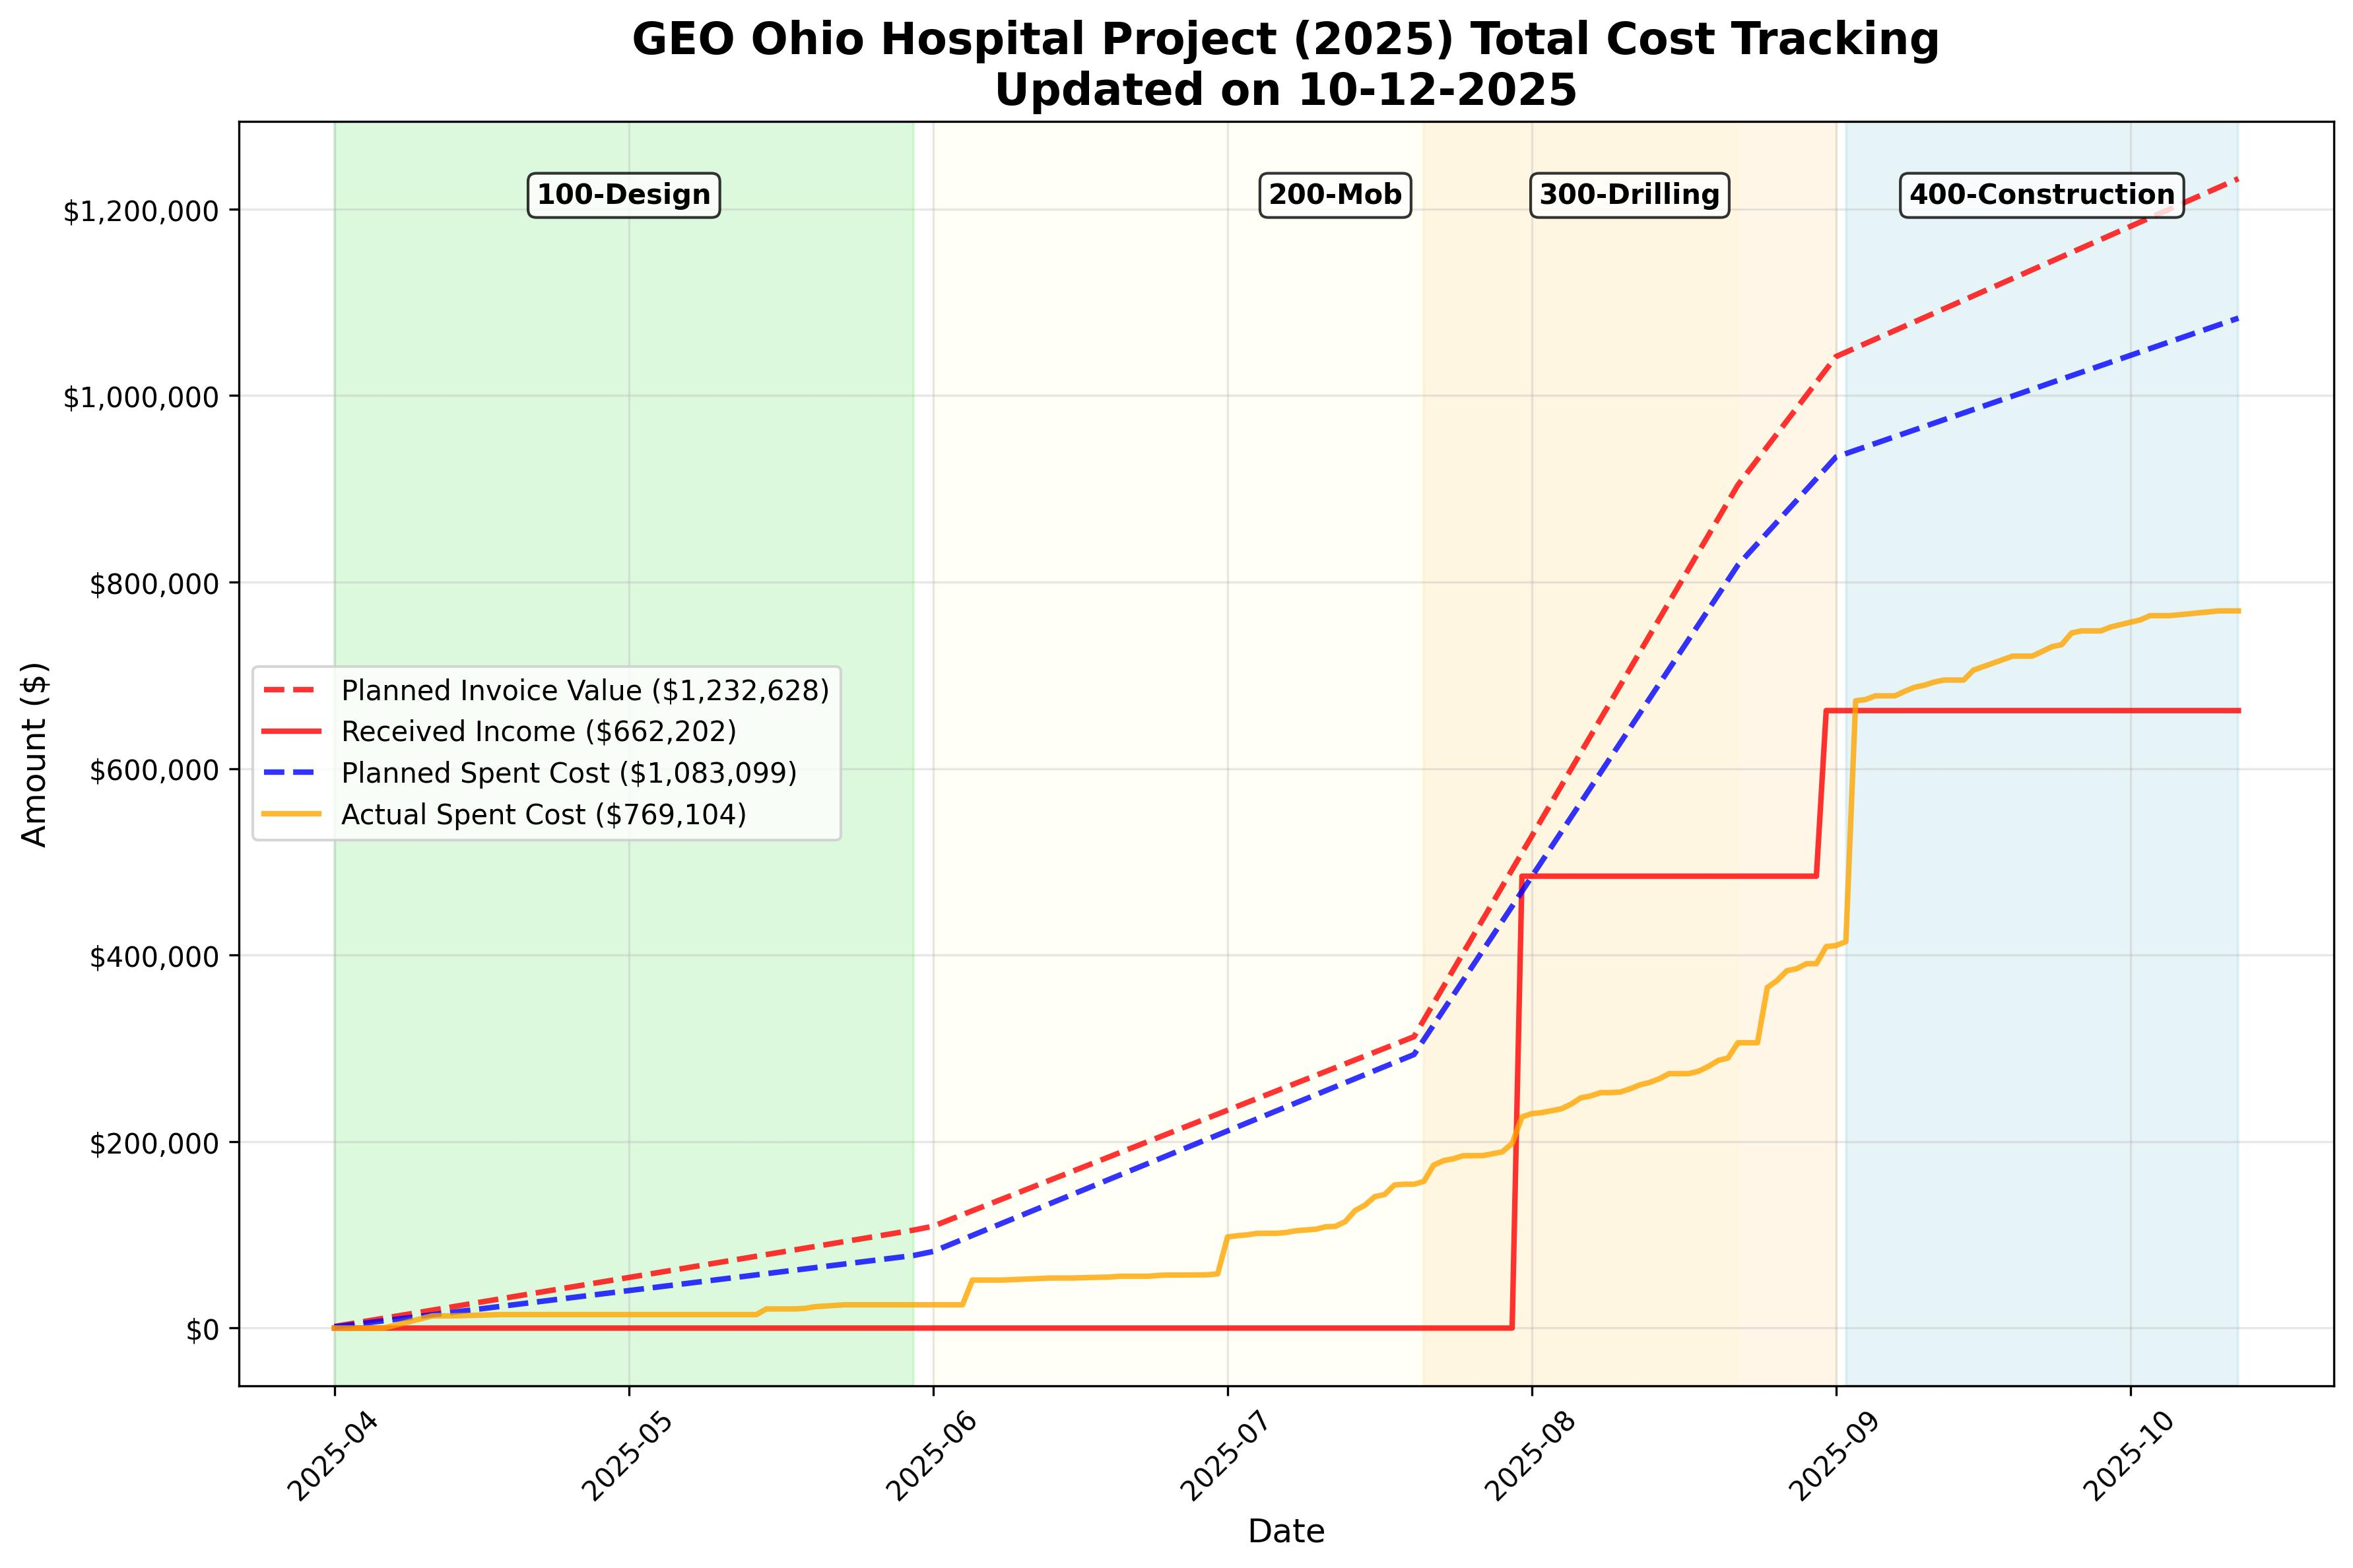 GEO Ohio Hospital Project (2025) Total Cost Tracking
Updated on 10-12-2025
100-Design
200-Mob
300-Drilling
400-Construction
$1,200,000
$1,000,000
$800,000
$600,000
$400,000
$200,000
$0
Amount ($)
Planned Invoice Value ($1,232,628)
Received Income ($662,202)
Planned Spent Cost ($1,083,099)
Actual Spent Cost ($769,104)
2025-04
2025-05
2025-06
2025-07
2025-08
2025-09
2025-10
Date